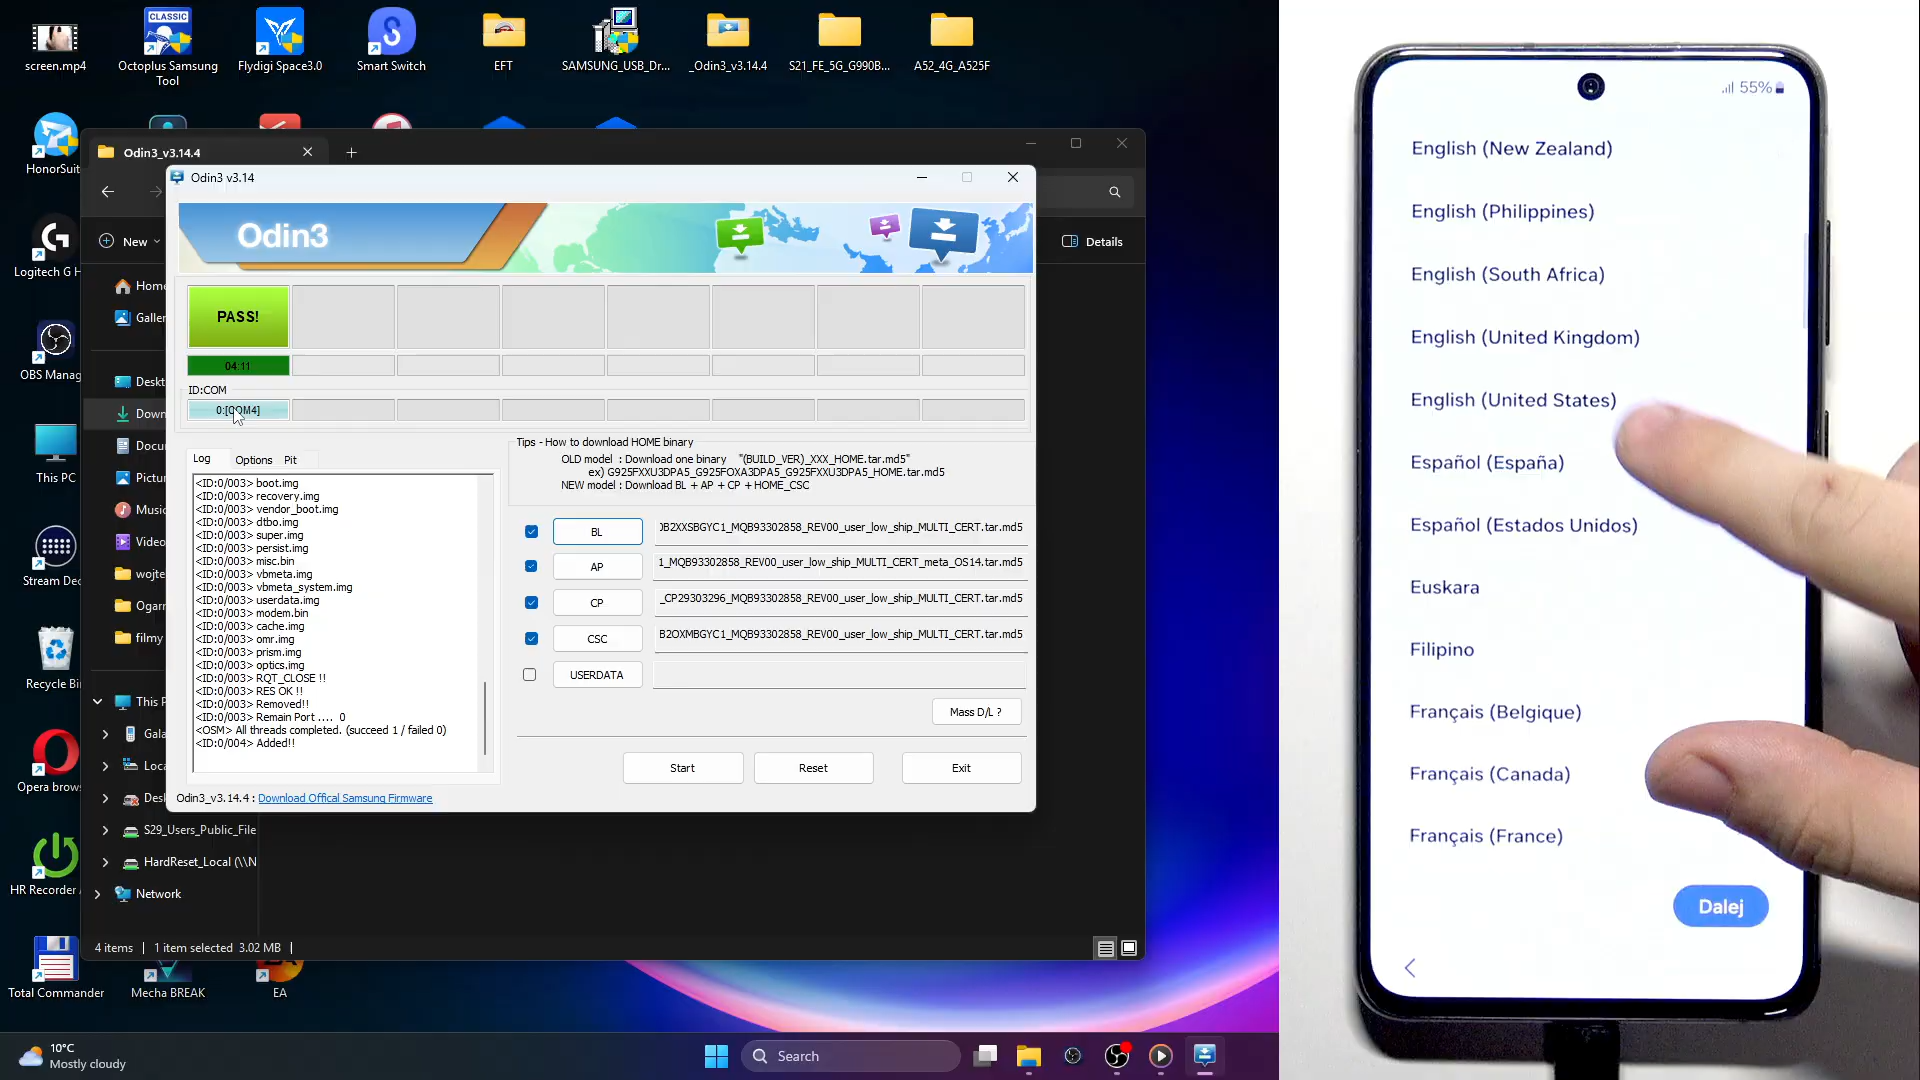 screen.mp4
Octoplus Samsung
Tool
Flydigi Space3.0
Smart Switch
EFT
SAMSUNG_USB_Dr...
_Odin3_v3.14.4
S21_FE_5G_G990B...
A52_4G_A525F
CLASSIC
HonorSuit
Logitech G H
OBS Manag
This PC
Stream Dec
Recycle Bin
Opera brows
HR Recorder
Total Commander
Mecha BREAK
EA
Odin3_v3.14.4
New
Details
Home
Galler
Deskt
Down
Docu
Pictur
Music
Video
wojte
Ogarn
filmy
This P
Gala
Loca
Desk
S29_Users_Public_File
HardReset_Local (\\N
Network
4 items
1 item selected 3.02 MB
Odin3 v3.14
Odin3
PASS!
04:11
ID:COM
0:[COM4]
Log
Options
Pit
<ID:0/003> boot.img
<ID:0/003> recovery.img
<ID:0/003> vendor_boot.img
<ID:0/003> dtbo.img
<ID:0/003> super.img
<ID:0/003> persist.img
<ID:0/003> misc.bin
<ID:0/003> vbmeta.img
<ID:0/003> vbmeta_system.img
<ID:0/003> userdata.img
<ID:0/003> modem.bin
<ID:0/003> cache.img
<ID:0/003> omr.img
<ID:0/003> prism.img
<ID:0/003> optics.img
<ID:0/003> RQT_CLOSE !!
<ID:0/003> RES OK !!
<ID:0/003> Removed!!
<ID:0/003> Remain Port .... 0
<OSM> All threads completed. (succeed 1 / failed 0)
<ID:0/004> Added!!
Tips - How to download HOME binary
OLD model : Download one binary "(BUILD_VER)_XXX_HOME.tar.md5"
ex) G925FXXU3DPA5_G925FOXA3DPA5_G925FXXU3DPA5_HOME.tar.md5
NEW model : Download BL + AP + CP + HOME_CSC
BL
)B2XXSBGYC1_MQB93302858_REV00_user_low_ship_MULTI_CERT.tar.md5
AP
1_MQB93302858_REV00_user_low_ship_MULTI_CERT_meta_OS14.tar.md5
CP
_CP29303296_MQB93302858_REV00_user_low_ship_MULTI_CERT.tar.md5
CSC
B2OXMBGYC1_MQB93302858_REV00_user_low_ship_MULTI_CERT.tar.md5
USERDATA
Mass D/L ?
Start
Reset
Exit
Odin3_v3.14.4 : Download Offical Samsung Firmware
10°C
Mostly cloudy
Search
55%
English (New Zealand)
English (Philippines)
English (South Africa)
English (United Kingdom)
English (United States)
Español (España)
Español (Estados Unidos)
Euskara
Filipino
Français (Belgique)
Français (Canada)
Français (France)
Dalej